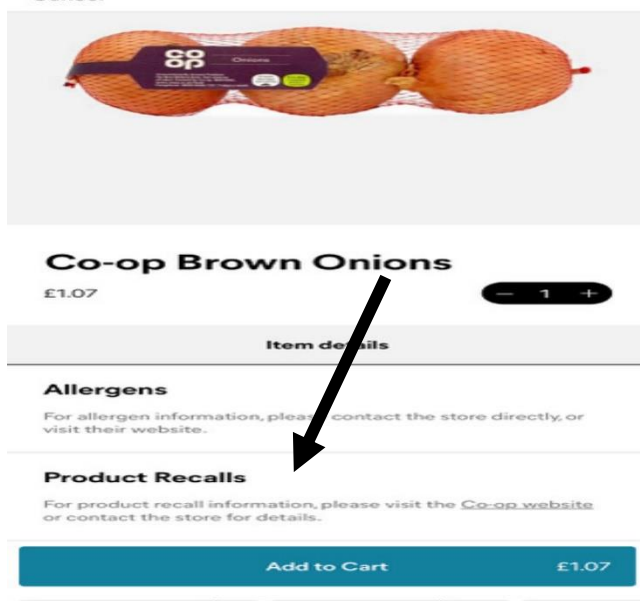 co
op
Onions
Co-op Brown Onions
£1.07
− 1 +
Item details
Allergens
For allergen information, please contact the store directly, or
visit their website.
Product Recalls
For product recall information, please visit the Co-op website
or contact the store for details.
Add to Cart £1.07